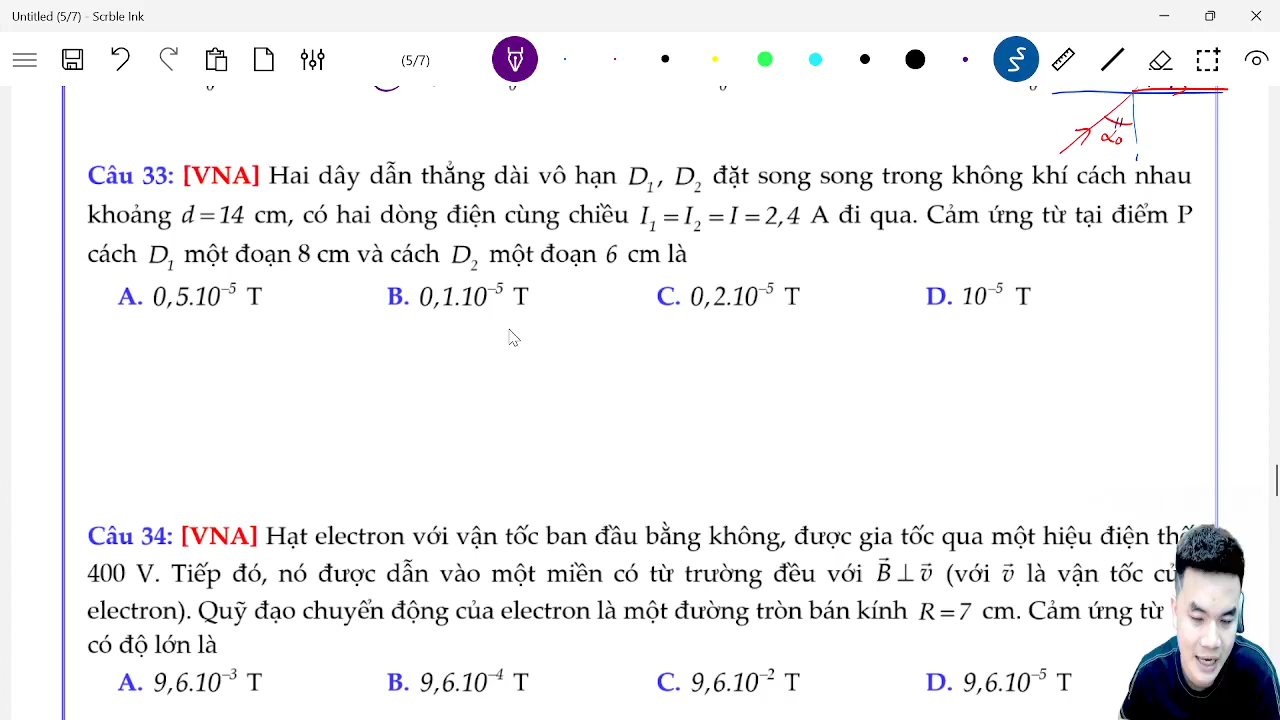 Untitled (5/7) - Scrble Ink
(5/7)
α₀
Câu 33: [VNA] Hai dây dẫn thẳng dài vô hạn D₁, D₂ đặt song song trong không khí cách nhau
khoảng d = 14 cm, có hai dòng điện cùng chiều I₁ = I₂ = I = 2,4 A đi qua. Cảm ứng từ tại điểm P
cách D₁ một đoạn 8 cm và cách D₂ một đoạn 6 cm là
A. 0,5.10⁻⁵ T B. 0,1.10⁻⁵ T C. 0,2.10⁻⁵ T D. 10⁻⁵ T
Câu 34: [VNA] Hạt electron với vận tốc ban đầu bằng không, được gia tốc qua một hiệu điện thế
400 V. Tiếp đó, nó được dẫn vào một miền có từ trường đều với B⃗ ⊥ v⃗ (với v⃗ là vận tốc
electron). Quỹ đạo chuyển động của electron là một đường tròn bán kính R = 7 cm. Cảm ứng từ
có độ lớn là
A. 9,6.10⁻³ T B. 9,6.10⁻⁴ T C. 9,6.10⁻² T D. 9,6.10⁻⁵ T